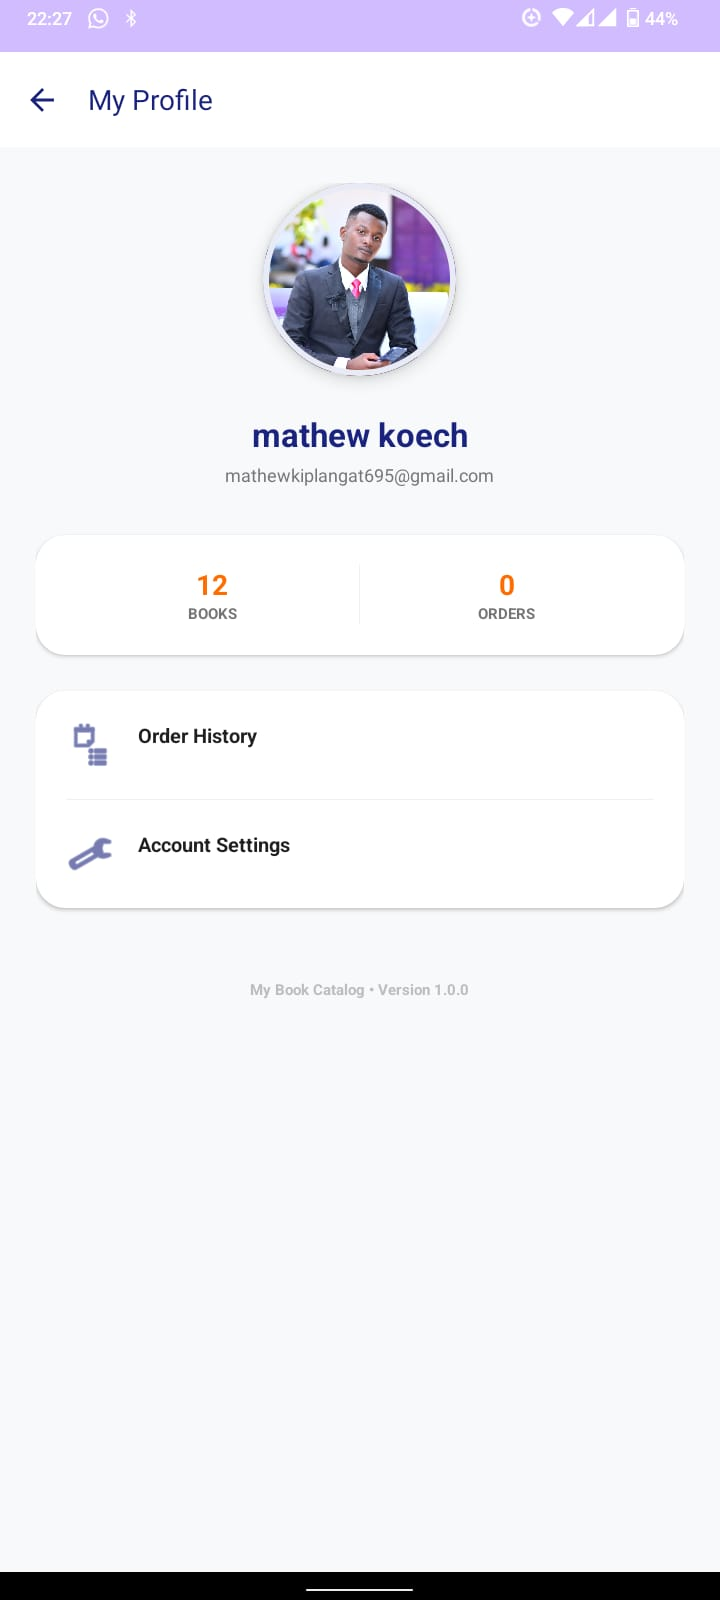 22:27 44%
My Profile
mathew koech
mathewkiplangat695@gmail.com
12 0
BOOKS ORDERS
Order History
Account Settings
My Book Catalog • Version 1.0.0